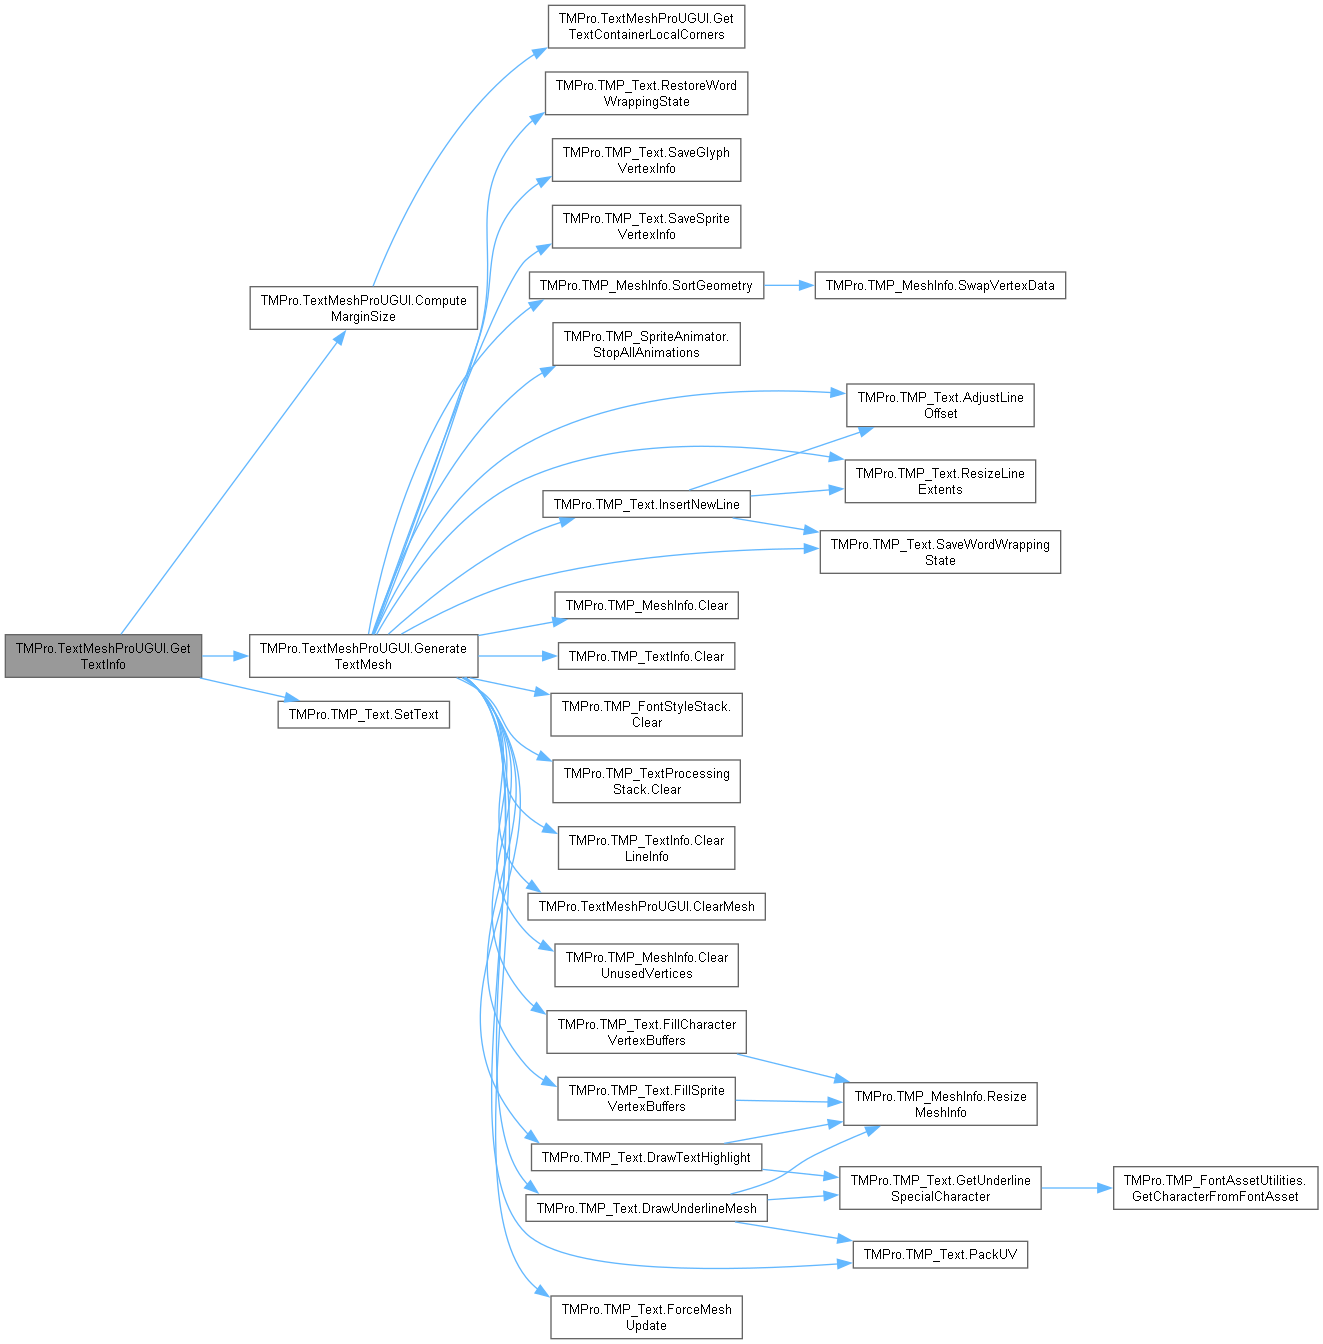 TMPro.TextMeshProUGUI.Get
TextContainerLocalCorners
TMPro.TMP_Text.RestoreWord
WrappingState
TMPro.TMP_Text.SaveGlyph
VertexInfo
TMPro.TMP_Text.SaveSprite
VertexInfo
TMPro.TMP_MeshInfo.SortGeometry
TMPro.TMP_MeshInfo.SwapVertexData
TMPro.TextMeshProUGUI.Compute
MarginSize
TMPro.TMP_SpriteAnimator.
StopAllAnimations
TMPro.TMP_Text.AdjustLine
Offset
TMPro.TMP_Text.ResizeLine
Extents
TMPro.TMP_Text.InsertNewLine
TMPro.TMP_Text.SaveWordWrapping
State
TMPro.TMP_MeshInfo.Clear
TMPro.TextMeshProUGUI.Get
TextInfo
TMPro.TextMeshProUGUI.Generate
TextMesh
TMPro.TMP_TextInfo.Clear
TMPro.TMP_Text.SetText
TMPro.TMP_FontStyleStack.
Clear
TMPro.TMP_TextProcessing
Stack.Clear
TMPro.TMP_TextInfo.Clear
LineInfo
TMPro.TextMeshProUGUI.ClearMesh
TMPro.TMP_MeshInfo.Clear
UnusedVertices
TMPro.TMP_Text.FillCharacter
VertexBuffers
TMPro.TMP_Text.FillSprite
VertexBuffers
TMPro.TMP_MeshInfo.Resize
MeshInfo
TMPro.TMP_Text.DrawTextHighlight
TMPro.TMP_Text.GetUnderline
SpecialCharacter
TMPro.TMP_FontAssetUtilities.
GetCharacterFromFontAsset
TMPro.TMP_Text.DrawUnderlineMesh
TMPro.TMP_Text.PackUV
TMPro.TMP_Text.ForceMesh
Update